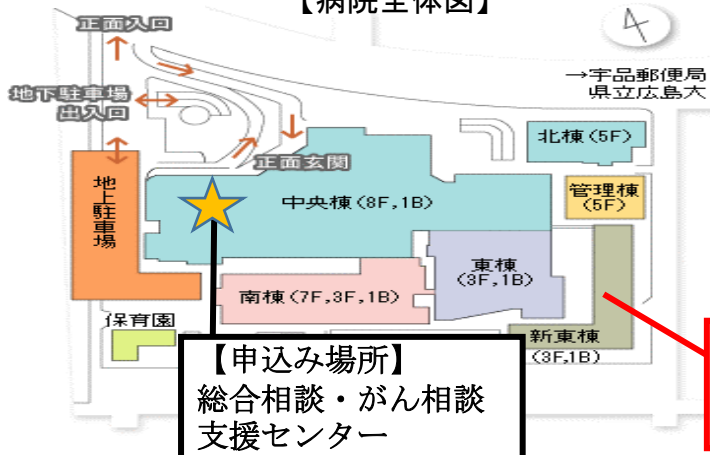 【病院全体図】
正面入口
→宇品郵便局
県立広島大
地下駐車場
出入口
北棟(5F)
正面玄関
地上駐車場
中央棟(8F,1B)
管理棟
(5F)
東棟
(3F,1B)
南棟(7F,3F,1B)
保育園
新東棟
(3F,1B)
【申込み場所】
総合相談・がん相談
支援センター